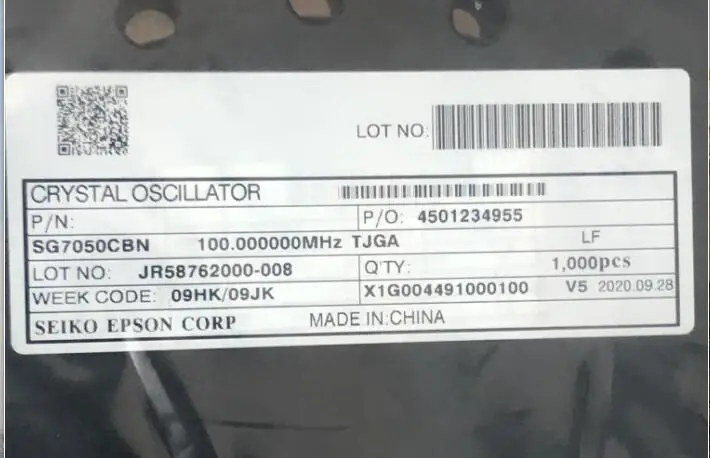 LOT NO:
CRYSTAL OSCILLATOR
P/N: P/O: 4501234955
SG7050CBN 100.000000MHz TJGA LF
LOT NO: JR58762000-008 Q'TY: 1,000pcs
WEEK CODE: 09HK/09JK X1G004491000100 V5 2020.09.28
SEIKO EPSON CORP MADE IN:CHINA